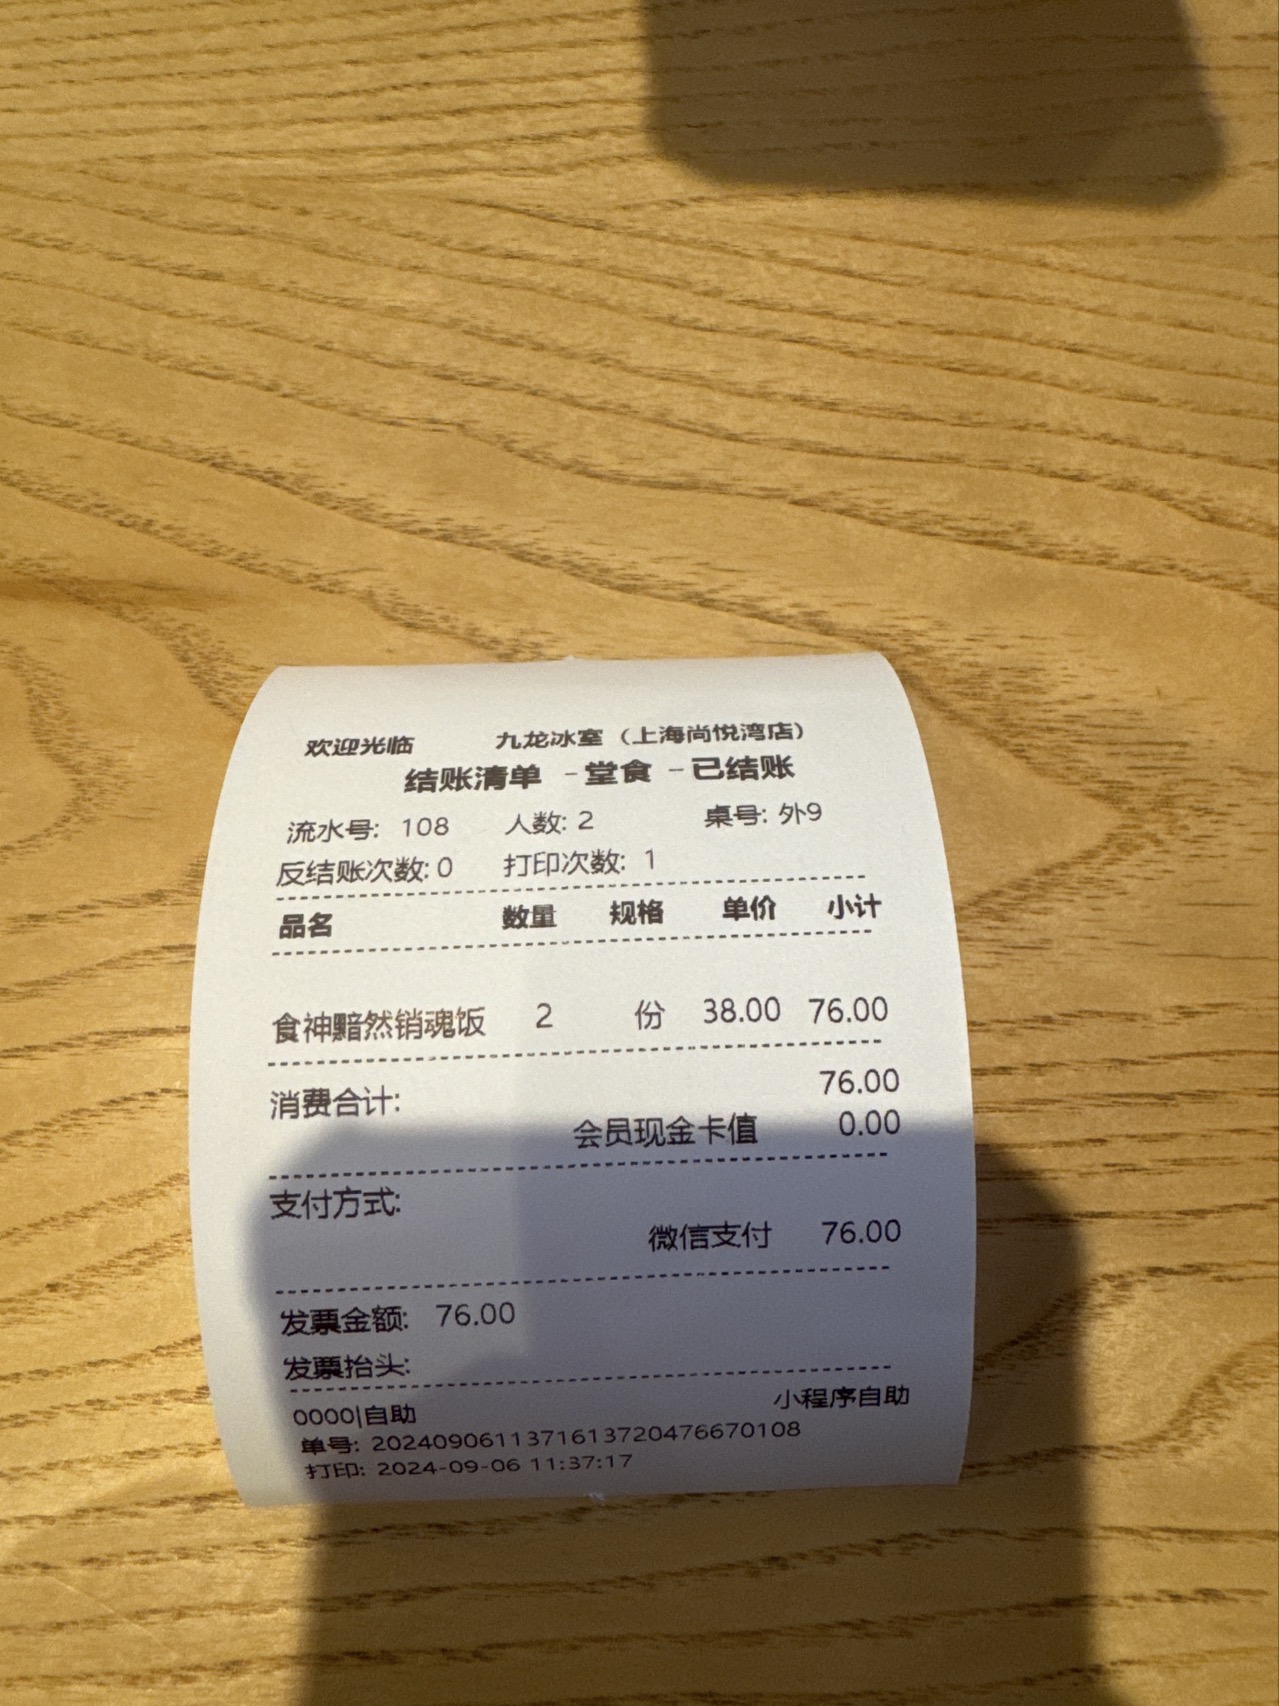 欢迎光临 九龙冰室（上海尚悦湾店）
结账清单 -堂食 -已结账
流水号: 108 人数: 2 桌号: 外9
反结账次数: 0 打印次数: 1
品名 数量 规格 单价 小计
食神黯然销魂饭 2 份 38.00 76.00
消费合计: 76.00
会员现金卡值 0.00
支付方式:
微信支付 76.00
发票金额: 76.00
发票抬头:
0000|自助 小程序自助
单号: 20240906113716137204766701​08
打印: 2024-09-06 11:37:17